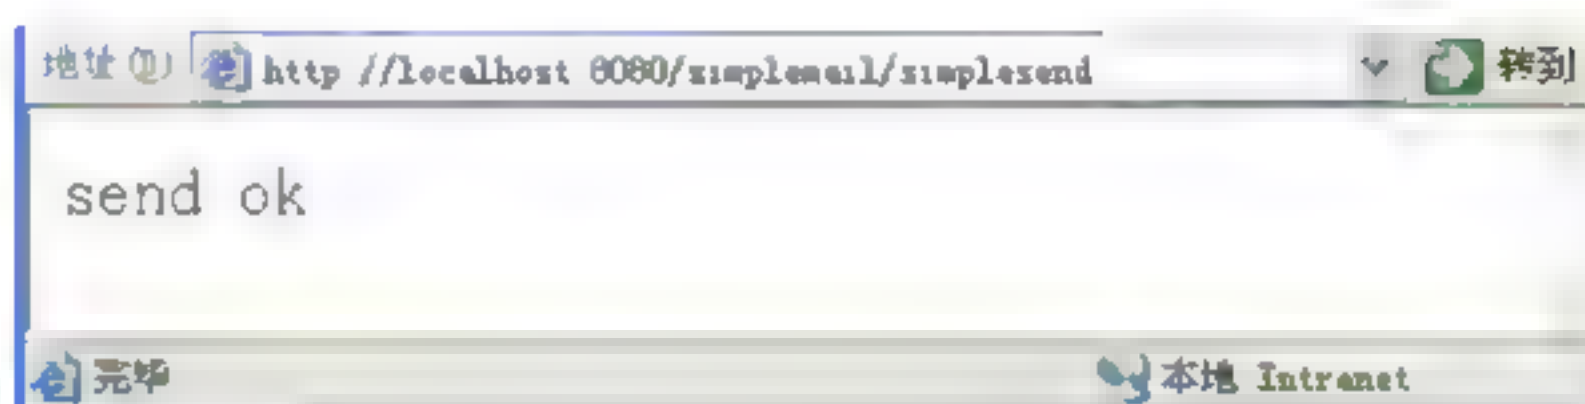 地址(D) http://localhost:8080/simplemail/simplesend 转到
send ok
完毕 本地 Intranet